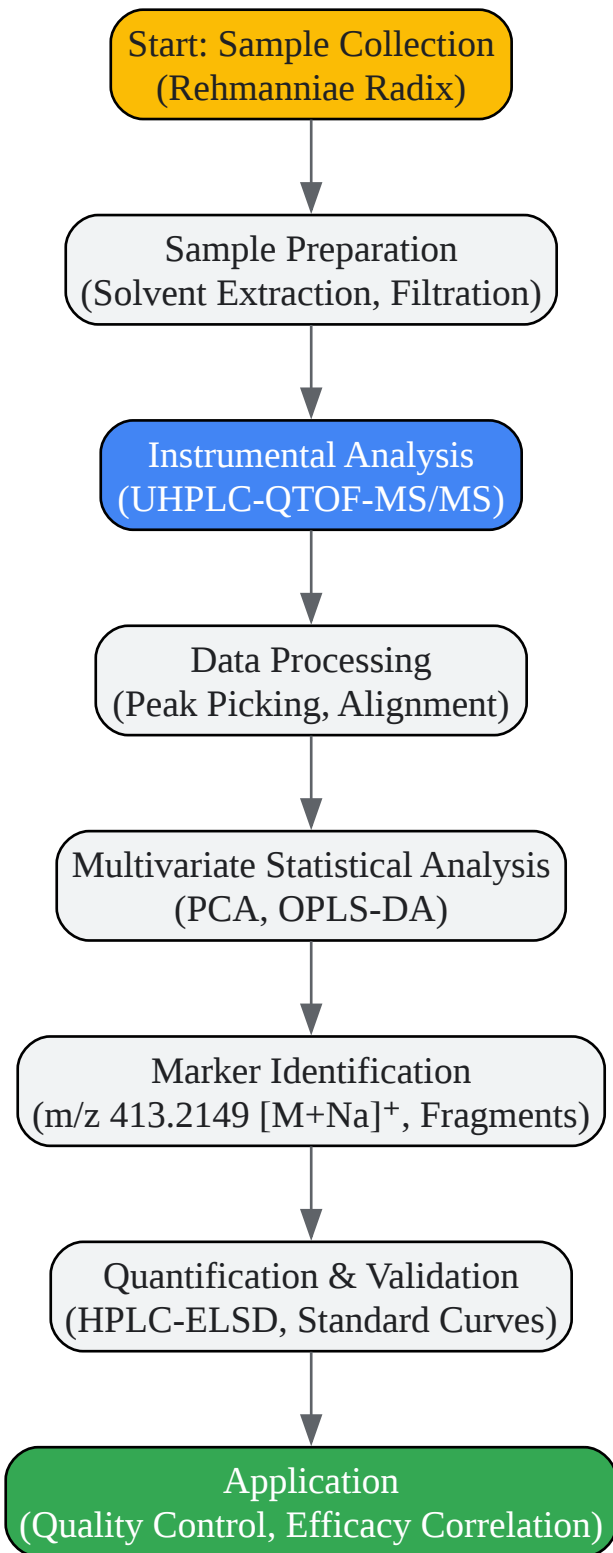 Start: Sample Collection
(Rehmanniae Radix)
Sample Preparation
(Solvent Extraction, Filtration)
Instrumental Analysis
(UHPLC-QTOF-MS/MS)
Data Processing
(Peak Picking, Alignment)
Multivariate Statistical Analysis
(PCA, OPLS-DA)
Marker Identification
(m/z 413.2149 [M+Na]⁺, Fragments)
Quantification & Validation
(HPLC-ELSD, Standard Curves)
Application
(Quality Control, Efficacy Correlation)